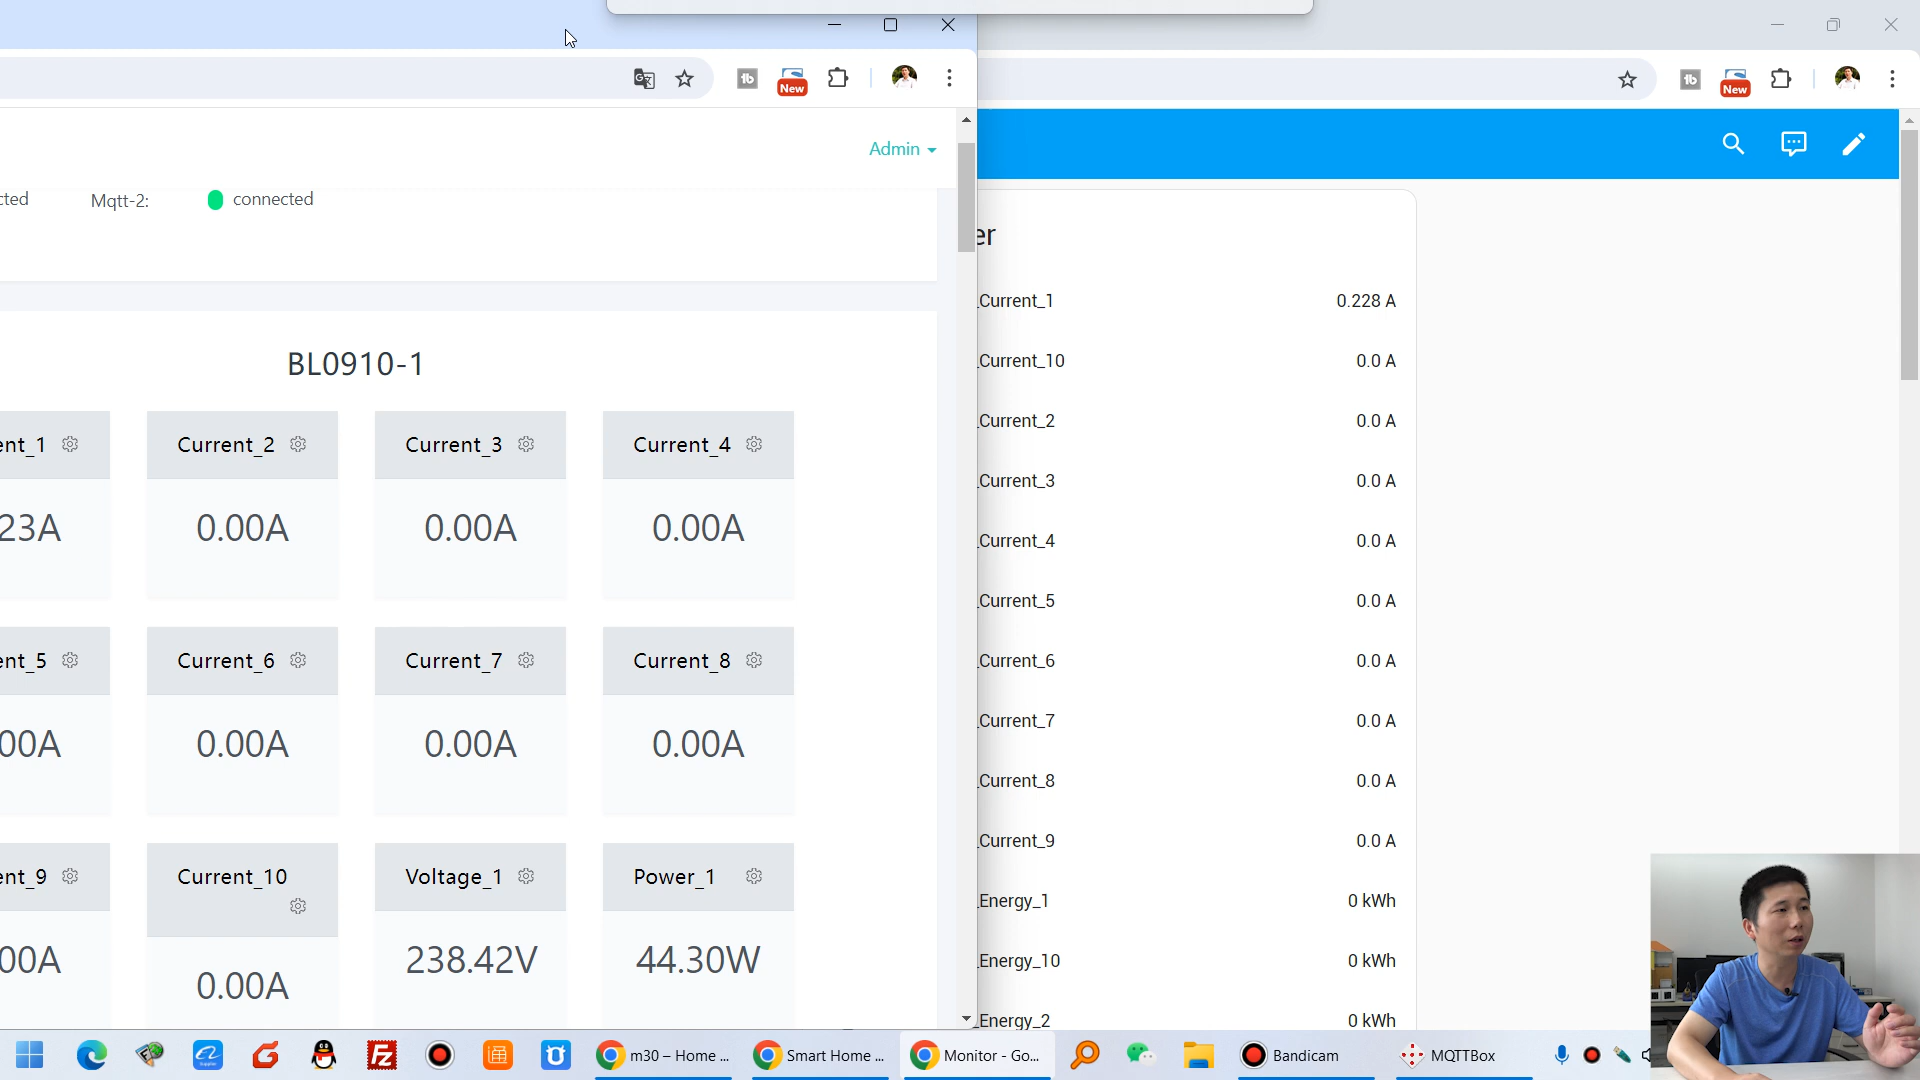 New
New
Admin
cted Mqtt-2: connected
er
BL0910-1
Current_1 0.228 A
Current_10 0.0 A
Current_2 0.0 A
Current_3 0.0 A
Current_4 0.0 A
Current_5 0.0 A
Current_6 0.0 A
Current_7 0.0 A
Current_8 0.0 A
Current_9 0.0 A
_Energy_1 0 kWh
_Energy_10 0 kWh
_Energy_2 0 kWh
ent_1 Current_2 Current_3 Current_4
23A 0.00A 0.00A 0.00A
ent_5 Current_6 Current_7 Current_8
00A 0.00A 0.00A 0.00A
ent_9 Current_10 Voltage_1 Power_1
00A 0.00A 238.42V 44.30W
m30 – Home ... Smart Home ... Monitor - Go... Bandicam MQTTBox